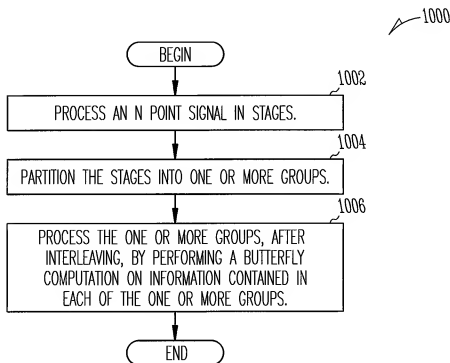 1000
BEGIN
1002
PROCESS AN N POINT SIGNAL IN STAGES.
1004
PARTITION THE STAGES INTO ONE OR MORE GROUPS.
1006
PROCESS THE ONE OR MORE GROUPS, AFTER
INTERLEAVING, BY PERFORMING A BUTTERFLY
COMPUTATION ON INFORMATION CONTAINED IN
EACH OF THE ONE OR MORE GROUPS.
END